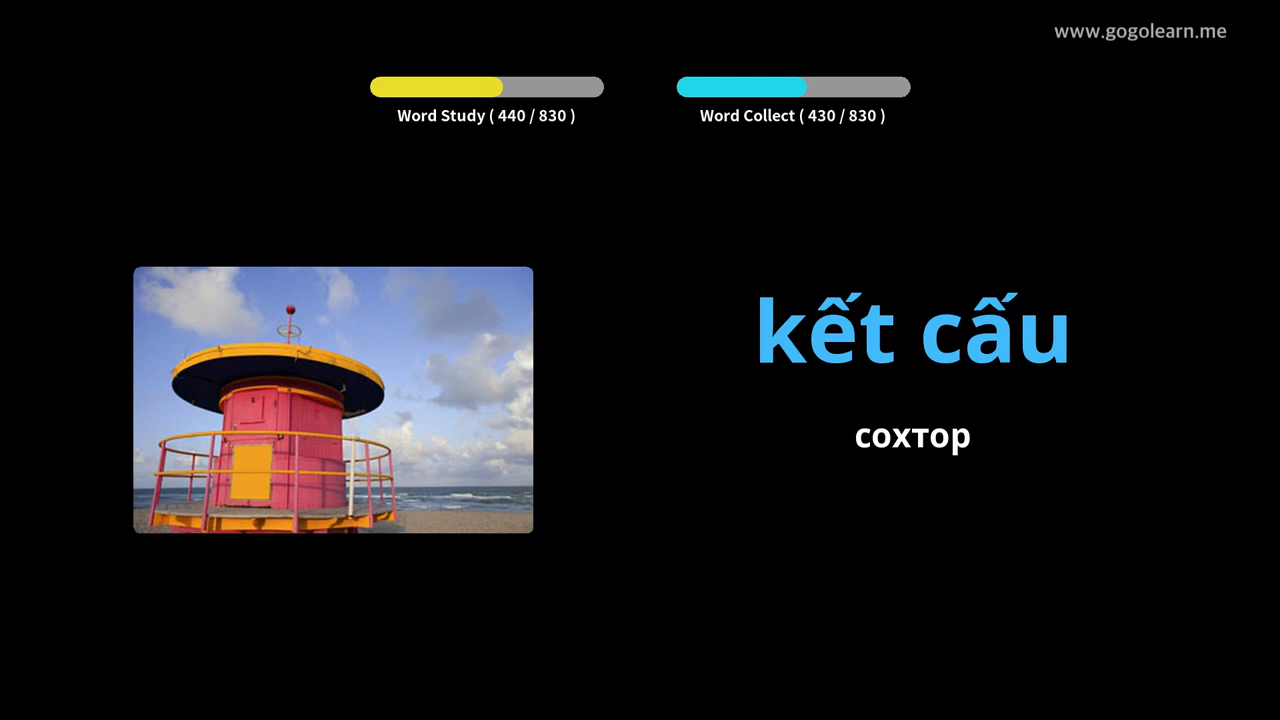 www.gogolearn.me
Word Study ( 440 / 830 )
Word Collect ( 430 / 830 )
kết cấu
сохтор